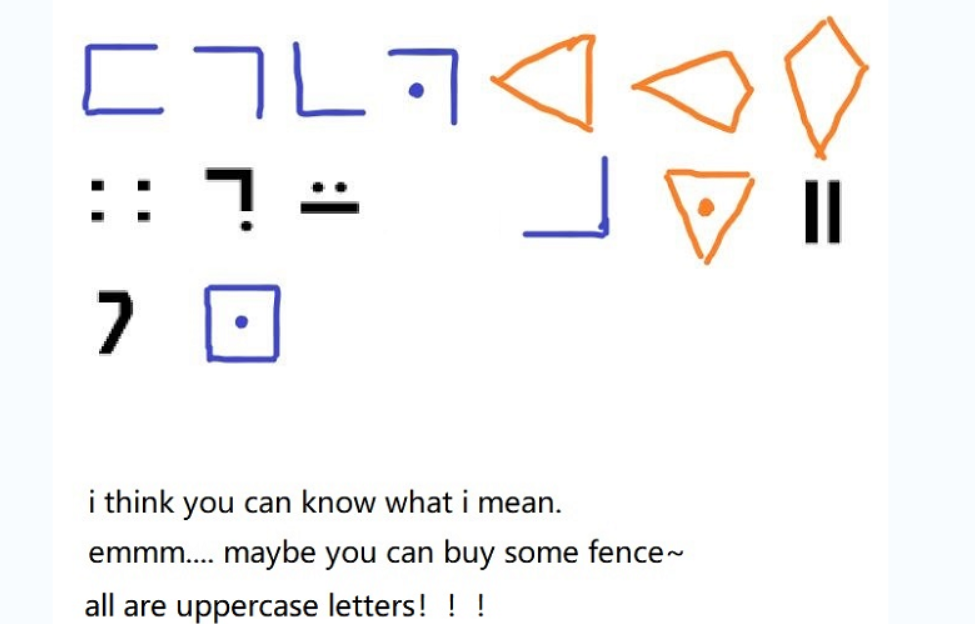 i think you can know what i mean.
emmm.... maybe you can buy some fence~
all are uppercase letters! ! !